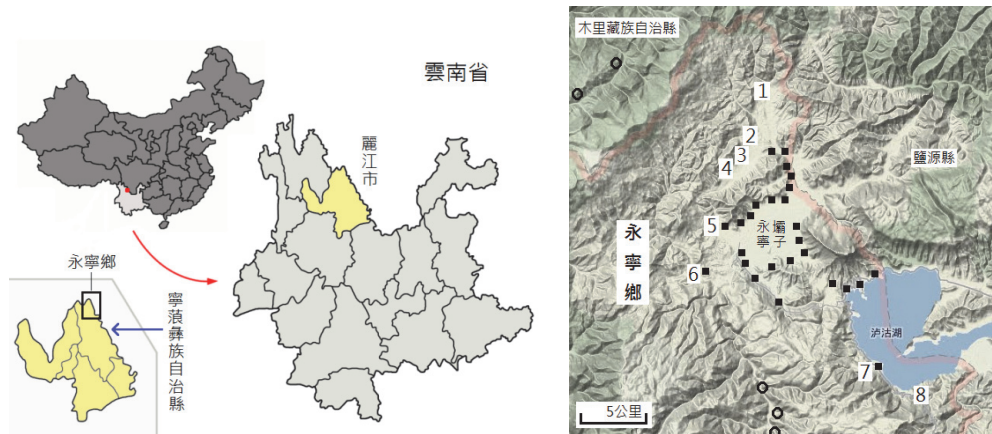 雲南省
麗江市
永寧鄉
寧蒗彝族自治縣
木里藏族自治縣
1
2
3
鹽源縣
4
5
永寧
壩子
永寧鄉
6
泸沽湖
7
8
5公里